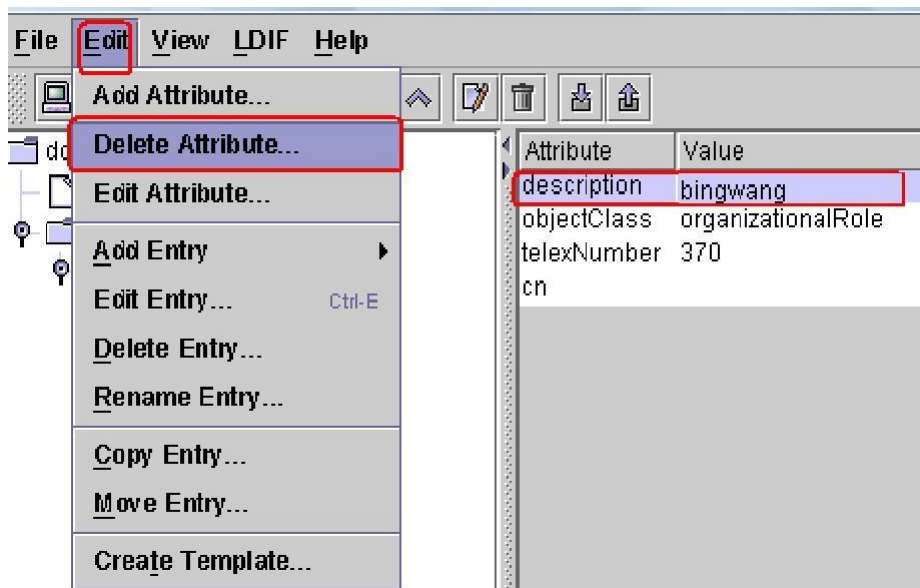 File Edit View LDIF Help
Add Attribute...
Delete Attribute...
Edit Attribute...
Add Entry
Edit Entry... Ctrl-E
Delete Entry...
Rename Entry...
Copy Entry...
Move Entry...
Create Template...
Attribute Value
description bingwang
objectClass organizationalRole
telexNumber 370
cn